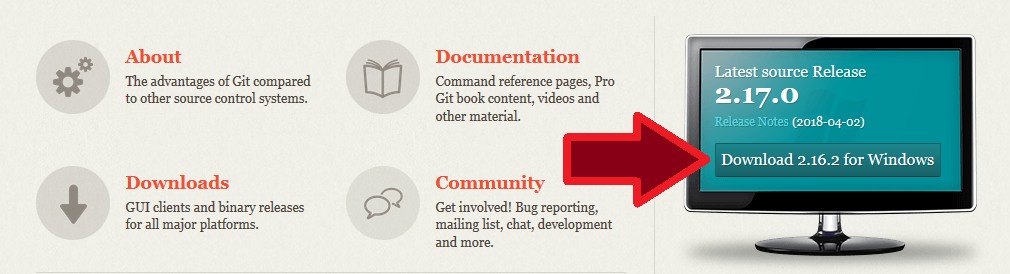 About
The advantages of Git compared
to other source control systems.
Documentation
Command reference pages, Pro
Git book content, videos and
other material.
Downloads
GUI clients and binary releases
for all major platforms.
Community
Get involved! Bug reporting,
mailing list, chat, development
and more.
Latest source Release
2.17.0
Release Notes (2018-04-02)
Download 2.16.2 for Windows